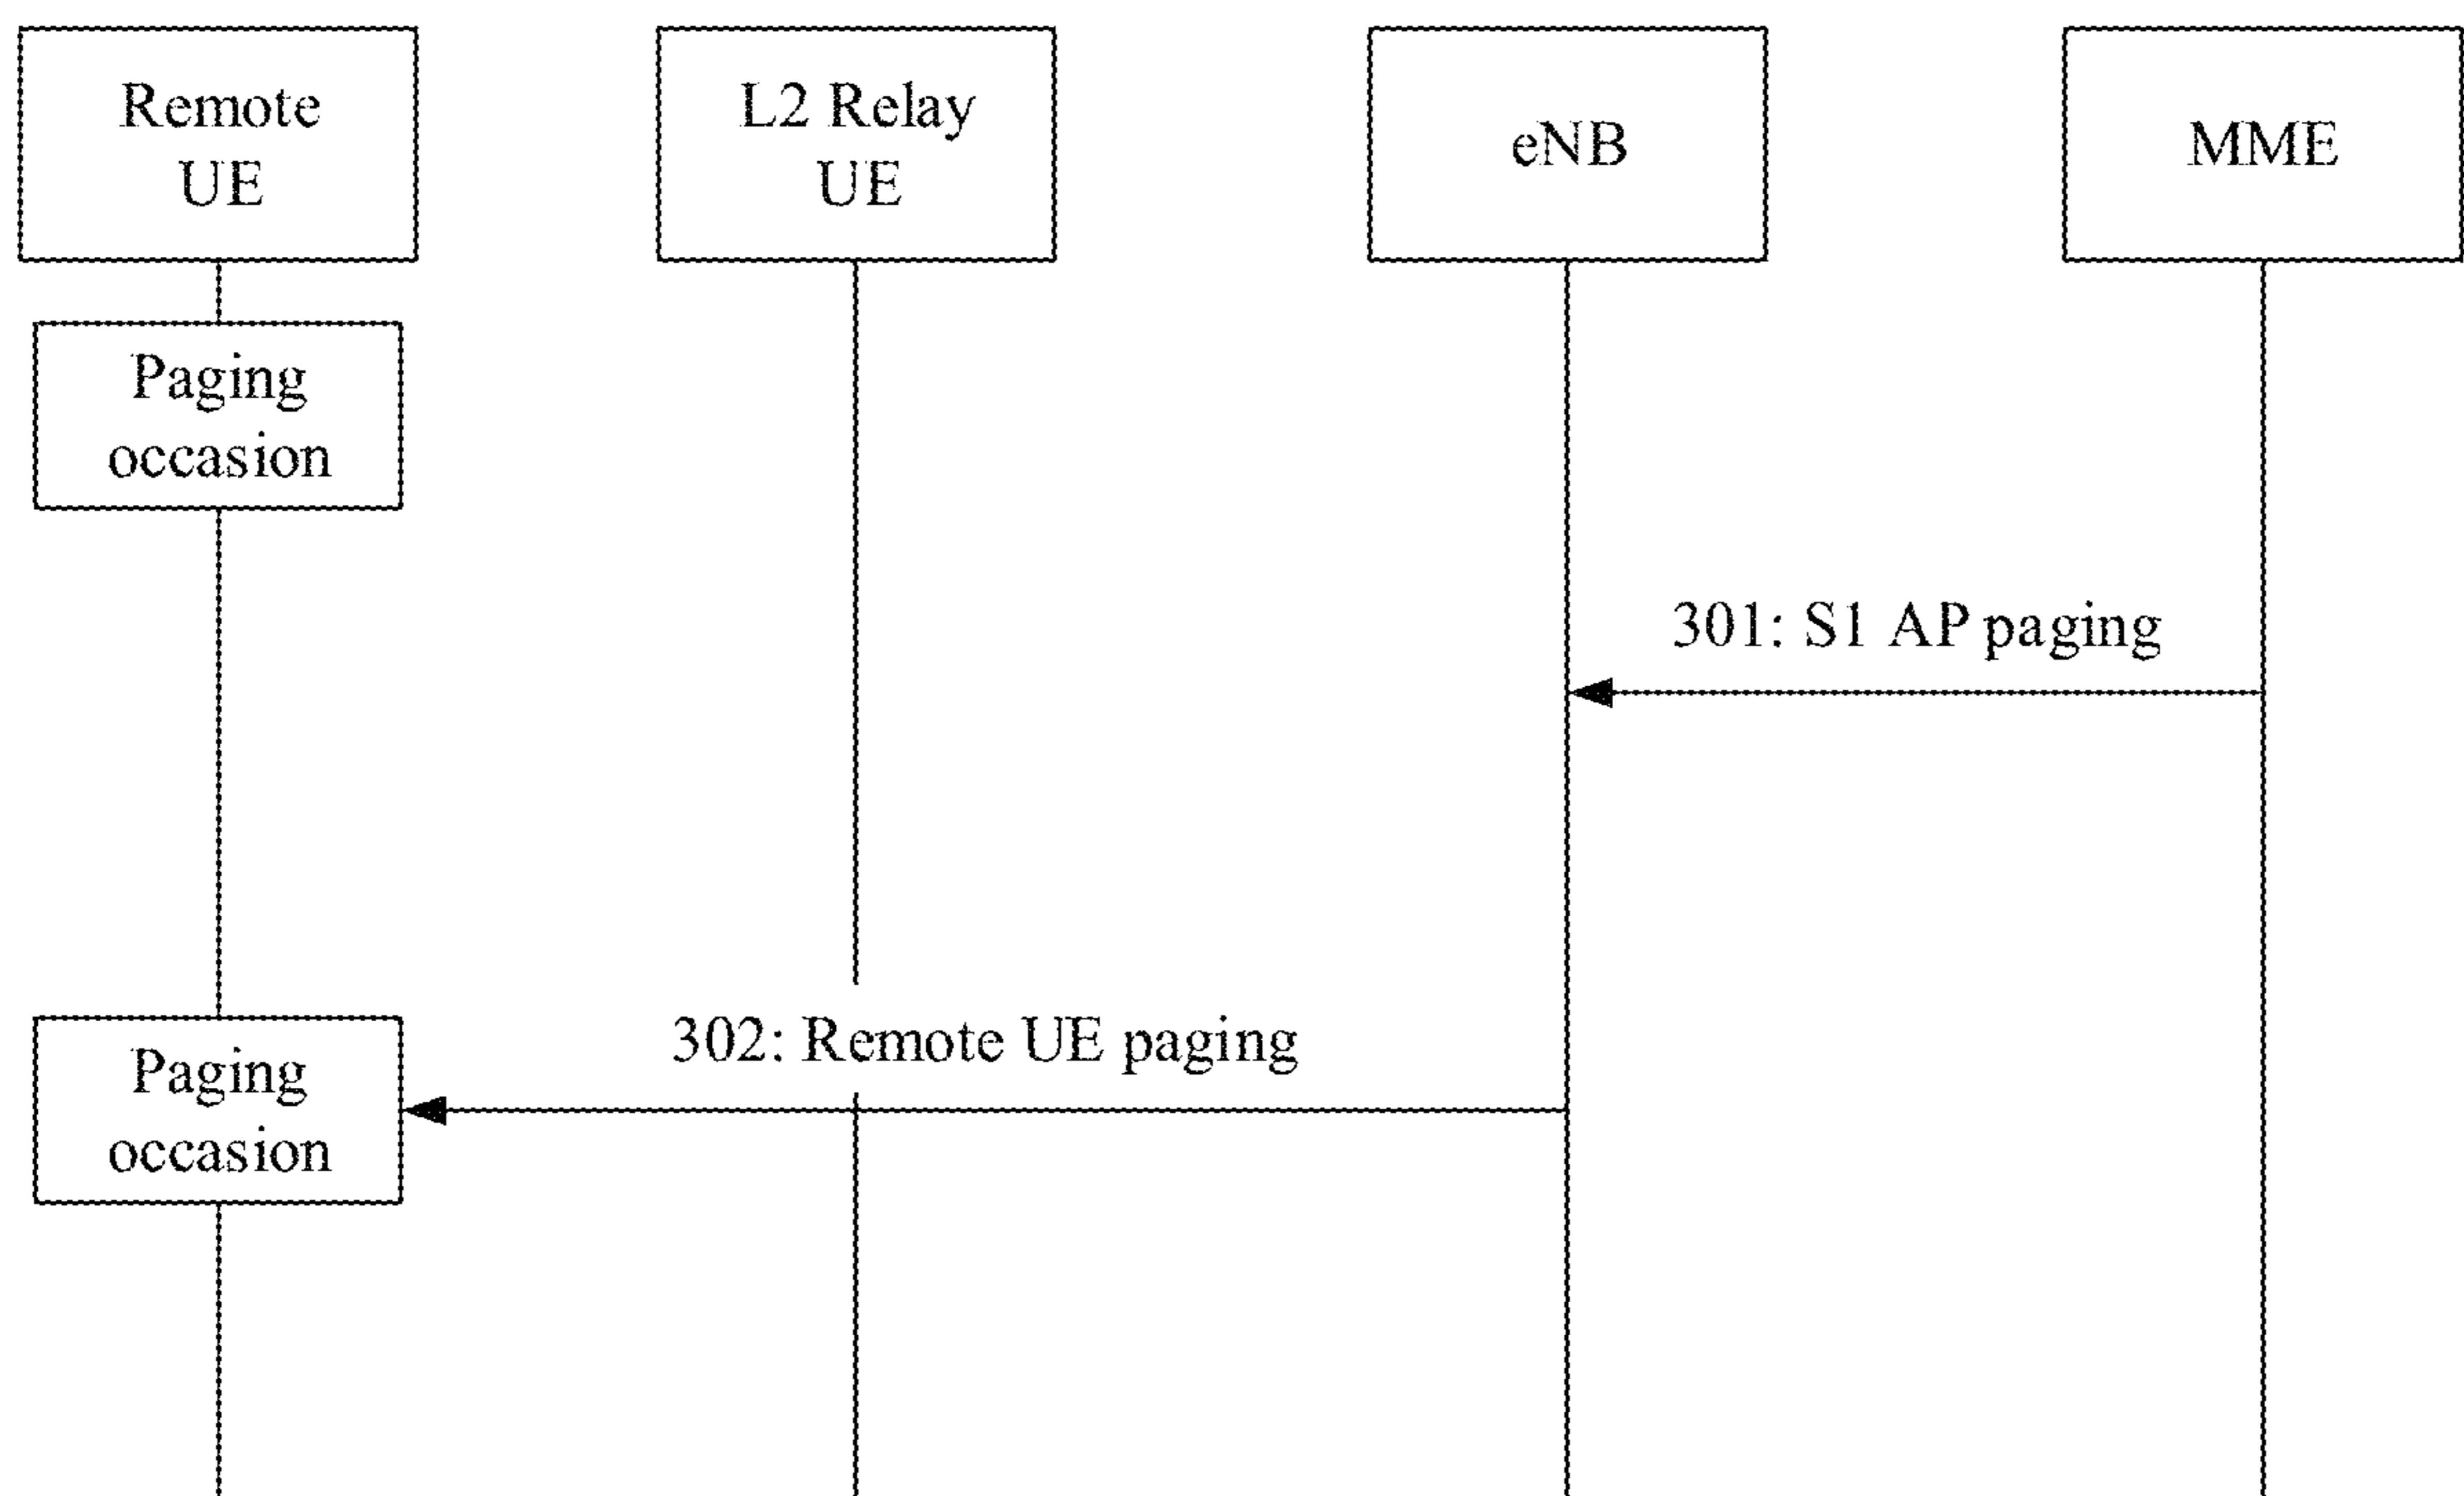 Remote
UE
L2 Relay
UE
eNB
MME
Paging
occasion
301: S1 AP paging
302: Remote UE paging
Paging
occasion